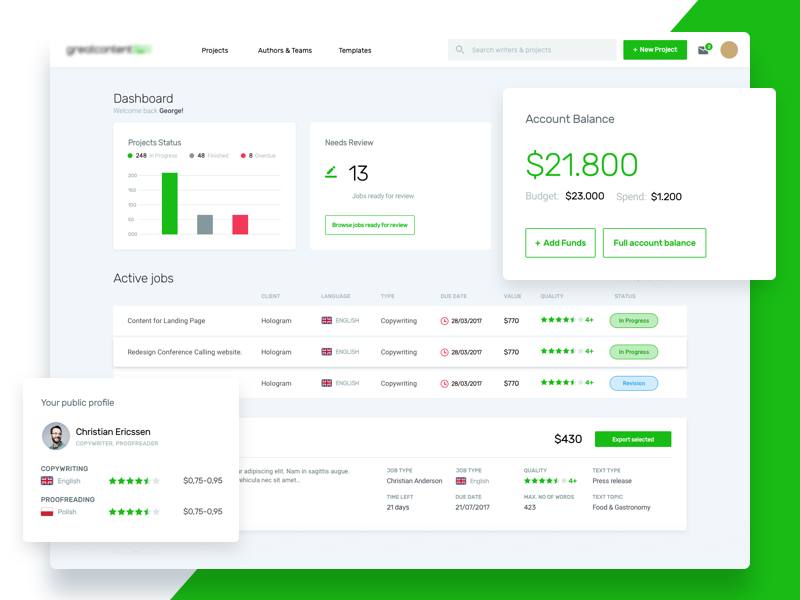 Projects
Authors & Teams
Templates
Search writers & projects
+ New Project
2
Dashboard
Welcome back George!
Projects Status
248 In Progress
48 Finished
8 Overdue
200
150
100
50
000
Needs Review
13
Jobs ready for review
Browse jobs ready for review
Account Balance
$21.800
Budget: $23.000
Spend: $1.200
+ Add Funds
Full account balance
Active jobs
CLIENT LANGUAGE TYPE DUE DATE VALUE QUALITY STATUS
Content for Landing Page Hologram ENGLISH Copywriting 28/03/2017 $770 4+ In Progress
Redesign Conference Calling website. Hologram ENGLISH Copywriting 28/03/2017 $770 4+ In Progress
Hologram ENGLISH Copywriting 28/03/2017 $770 4+ Revision
Your public profile
Christian Ericssen
COPYWRITER, PROOFREADER
COPYWRITING
English $0,75-0,95
PROOFREADING
Polish $0,75-0,95
$430
Export selected
adipiscing elit. Nam in sagittis augue
vehicula nec sit amet..
JOB TYPE JOB TYPE QUALITY TEXT TYPE
Christian Anderson English 4+ Press release
TIME LEFT DUE DATE MAX. NO OF WORDS TEXT TOPIC
21 days 21/07/2017 423 Food & Gastronomy